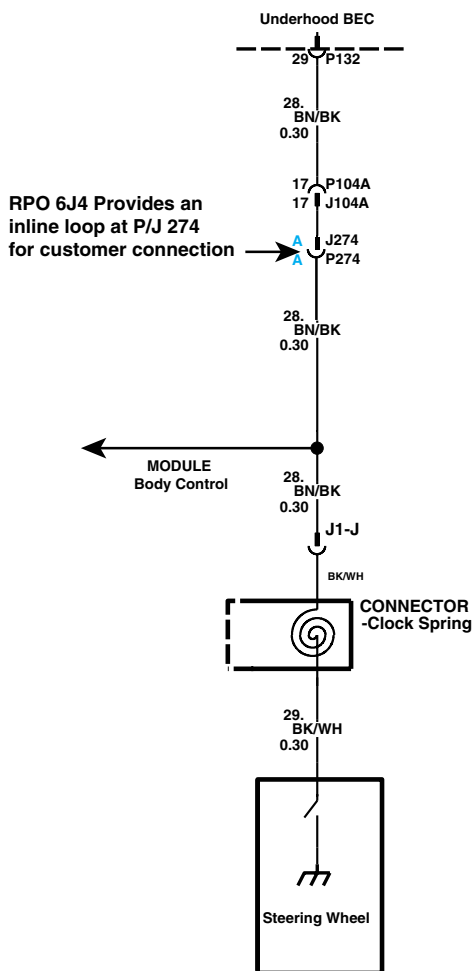 Underhood BEC
29 P132
28.
BN/BK
0.30
17 P104A
17 J104A
RPO 6J4 Provides an
inline loop at P/J 274
for customer connection
A J274
A P274
28.
BN/BK
0.30
MODULE
Body Control
28.
BN/BK
0.30
J1-J
BK/WH
CONNECTOR
-Clock Spring
29.
BK/WH
0.30
Steering Wheel